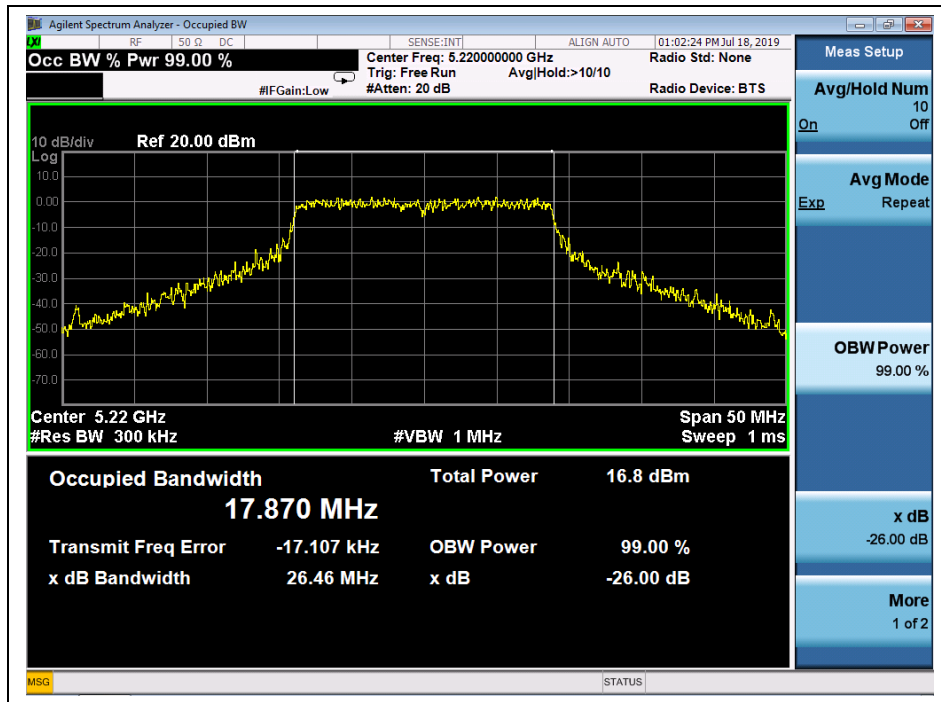 Agilent Spectrum Analyzer - Occupied BW
LXI RF 50 Ω DC SENSE:INT ALIGN AUTO 01:02:24 PM Jul 18, 2019
Occ BW % Pwr 99.00 %
Center Freq: 5.220000000 GHz
Radio Std: None
Trig: Free Run Avg|Hold:>10/10
#IFGain:Low #Atten: 20 dB Radio Device: BTS
10 dB/div Ref 20.00 dBm
Log
10.0
0.00
-10.0
-20.0
-30.0
-40.0
-50.0
-60.0
-70.0
Center 5.22 GHz Span 50 MHz
#Res BW 300 kHz #VBW 1 MHz Sweep 1 ms
Occupied Bandwidth Total Power 16.8 dBm
17.870 MHz
Transmit Freq Error -17.107 kHz OBW Power 99.00 %
x dB Bandwidth 26.46 MHz x dB -26.00 dB
MSG STATUS
Meas Setup
Avg/Hold Num
10
On Off
Avg Mode
Exp Repeat
OBW Power
99.00 %
x dB
-26.00 dB
More
1 of 2